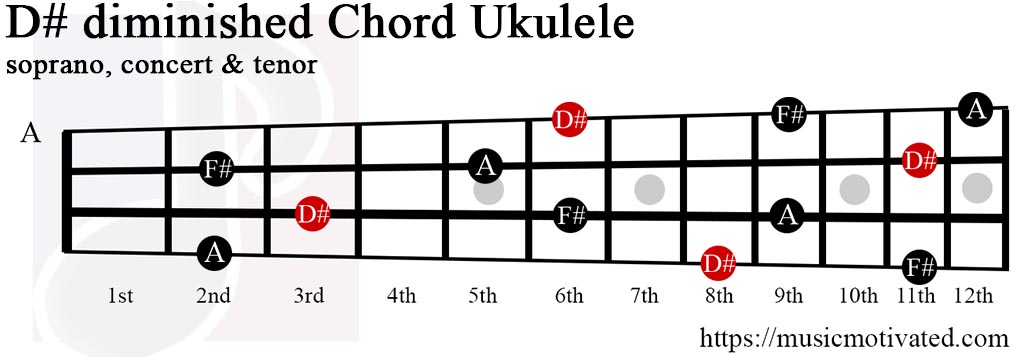 D# diminished Chord Ukulele
soprano, concert & tenor
A
D# F# A
F# A D#
D# F# A
A D# F#
1st 2nd 3rd 4th 5th 6th 7th 8th 9th 10th 11th 12th
https://musicmotivated.com